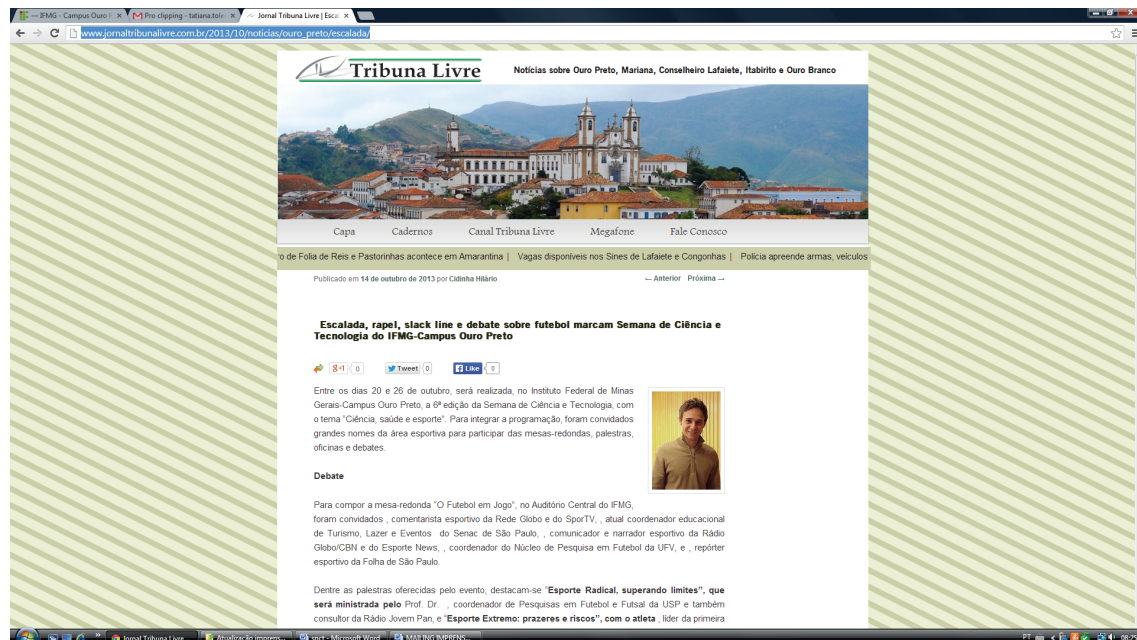 — IFMG - Campus Ouro P
Pro clipping - tatiana.tole
Jornal Tribuna Livre | Esca
www.jornaltribunalivre.com.br/2013/10/noticias/ouro_preto/escalada/
Tribuna Livre
Notícias sobre Ouro Preto, Mariana, Conselheiro Lafaiete, Itabirito e Ouro Branco
Capa Cadernos Canal Tribuna Livre Megafone Fale Conosco
o de Folia de Reis e Pastorinhas acontece em Amarantina | Vagas disponíveis nos Sines de Lafaiete e Congonhas | Polícia apreende armas, veículos
Publicado em 14 de outubro de 2013 por Cidinha Hilário
← Anterior Próxima →
Escalada, rapel, slack line e debate sobre futebol marcam Semana de Ciência e
Tecnologia do IFMG-Campus Ouro Preto
g+1 0 Tweet 0 Like 0
Entre os dias 20 e 26 de outubro, será realizada, no Instituto Federal de Minas
Gerais-Campus Ouro Preto, a 6ª edição da Semana de Ciência e Tecnologia, com
o tema "Ciência, saúde e esporte". Para integrar a programação, foram convidados
grandes nomes da área esportiva para participar das mesas-redondas, palestras,
oficinas e debates.
Debate
Para compor a mesa-redonda "O Futebol em Jogo", no Auditório Central do IFMG,
foram convidados , comentarista esportivo da Rede Globo e do SporTV, , atual coordenador educacional
de Turismo, Lazer e Eventos do Senac de São Paulo, , comunicador e narrador esportivo da Rádio
Globo/CBN e do Esporte News, , coordenador do Núcleo de Pesquisa em Futebol da UFV, e , repórter
esportivo da Folha de São Paulo.
Dentre as palestras oferecidas pelo evento, destacam-se "Esporte Radical, superando limites", que
será ministrada pelo Prof. Dr. , coordenador de Pesquisas em Futebol e Futsal da USP e também
consultor da Rádio Jovem Pan, e "Esporte Extremo: prazeres e riscos", com o atleta , líder da primeira
Jornal Tribuna Livre ... Atualização imprens... snct - Microsoft Word MAILING IMPRENS... PT